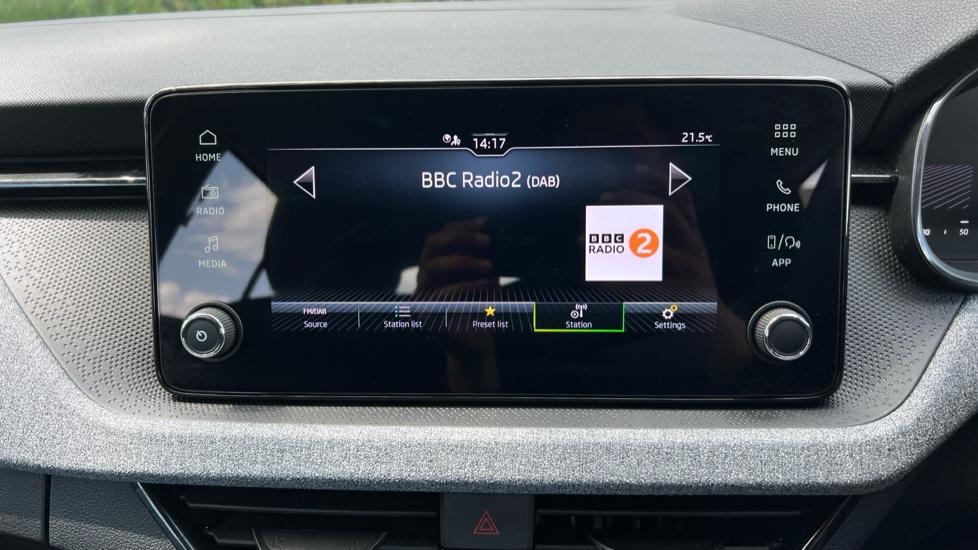 14:17
21.5°C
HOME
MENU
BBC Radio2 (DAB)
RADIO
PHONE
BBC
RADIO 2
MEDIA
APP
FM/DAB
Source
Station list
Preset list
Station
Settings
50